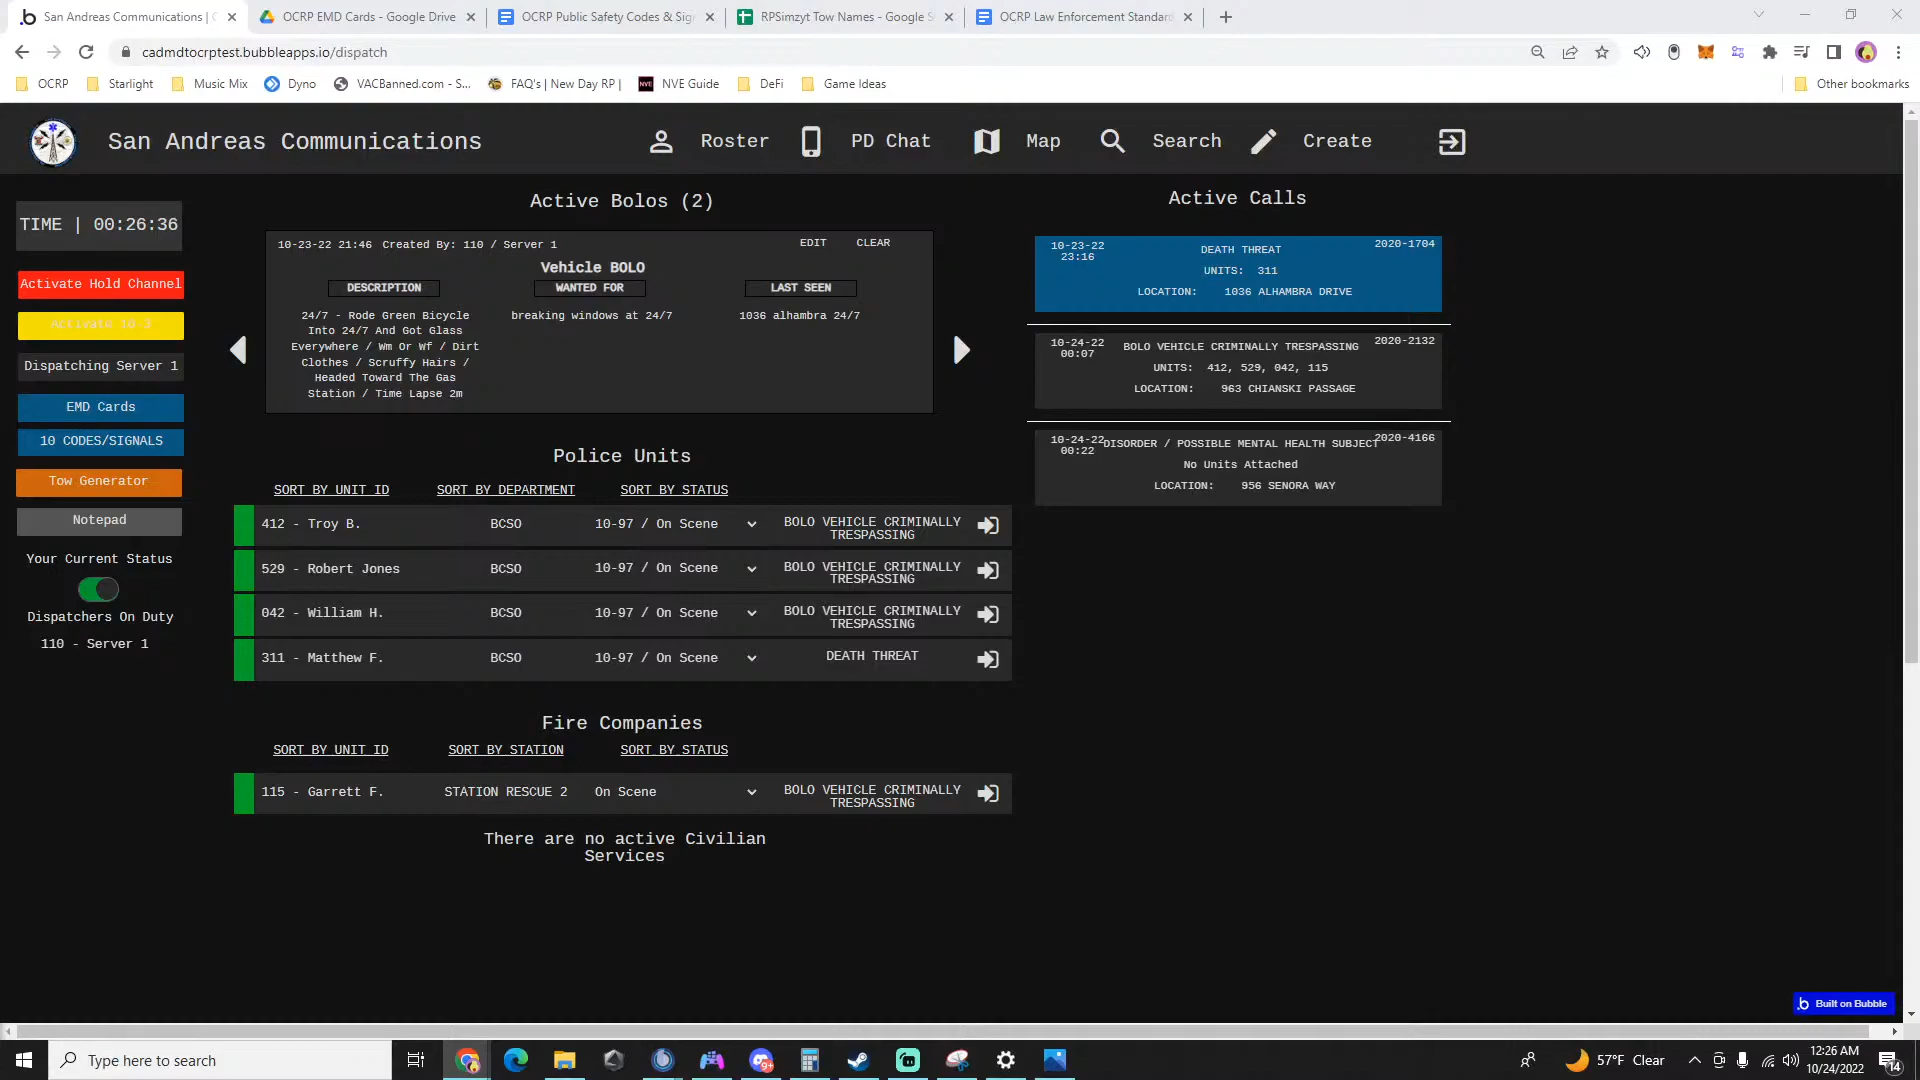 San Andreas Communications |
OCRP EMD Cards - Google Drive
OCRP Public Safety Codes & Sig
RPSimzyt Tow Names - Google S
OCRP Law Enforcement Standard
cadmdtocrptest.bubbleapps.io/dispatch
OCRP
Starlight
Music Mix
Dyno
VACBanned.com - S...
FAQ's | New Day RP |
NVE Guide
DeFi
Game Ideas
Other bookmarks
San Andreas Communications
Roster
PD Chat
Map
Search
Create
TIME | 00:26:36
Activate Hold Channel
Activate 10-3
Dispatching Server 1
EMD Cards
10 CODES/SIGNALS
Tow Generator
Notepad
Your Current Status
Dispatchers On Duty
110 - Server 1
Active Bolos (2)
10-23-22 21:46 Created By: 110 / Server 1
EDIT
CLEAR
Vehicle BOLO
DESCRIPTION
WANTED FOR
LAST SEEN
24/7 - Rode Green Bicycle
Into 24/7 And Got Glass
Everywhere / Wm Or Wf / Dirt
Clothes / Scruffy Hairs /
Headed Toward The Gas
Station / Time Lapse 2m
breaking windows at 24/7
1036 alhambra 24/7
Police Units
SORT BY UNIT ID
SORT BY DEPARTMENT
SORT BY STATUS
412 - Troy B.
BCSO
10-97 / On Scene
BOLO VEHICLE CRIMINALLY
TRESPASSING
529 - Robert Jones
BCSO
10-97 / On Scene
BOLO VEHICLE CRIMINALLY
TRESPASSING
042 - William H.
BCSO
10-97 / On Scene
BOLO VEHICLE CRIMINALLY
TRESPASSING
311 - Matthew F.
BCSO
10-97 / On Scene
DEATH THREAT
Fire Companies
SORT BY UNIT ID
SORT BY STATION
SORT BY STATUS
115 - Garrett F.
STATION RESCUE 2
On Scene
BOLO VEHICLE CRIMINALLY
TRESPASSING
There are no active Civilian
Services
Active Calls
10-23-22
23:16
DEATH THREAT
2020-1704
UNITS: 311
LOCATION: 1036 ALHAMBRA DRIVE
10-24-22
00:07
BOLO VEHICLE CRIMINALLY TRESPASSING
2020-2132
UNITS: 412, 529, 042, 115
LOCATION: 963 CHIANSKI PASSAGE
10-24-22
00:22
DISORDER / POSSIBLE MENTAL HEALTH SUBJECT
2020-4166
No Units Attached
LOCATION: 956 SENORA WAY
Built on Bubble
Type here to search
57°F Clear
12:26 AM
10/24/2022
14